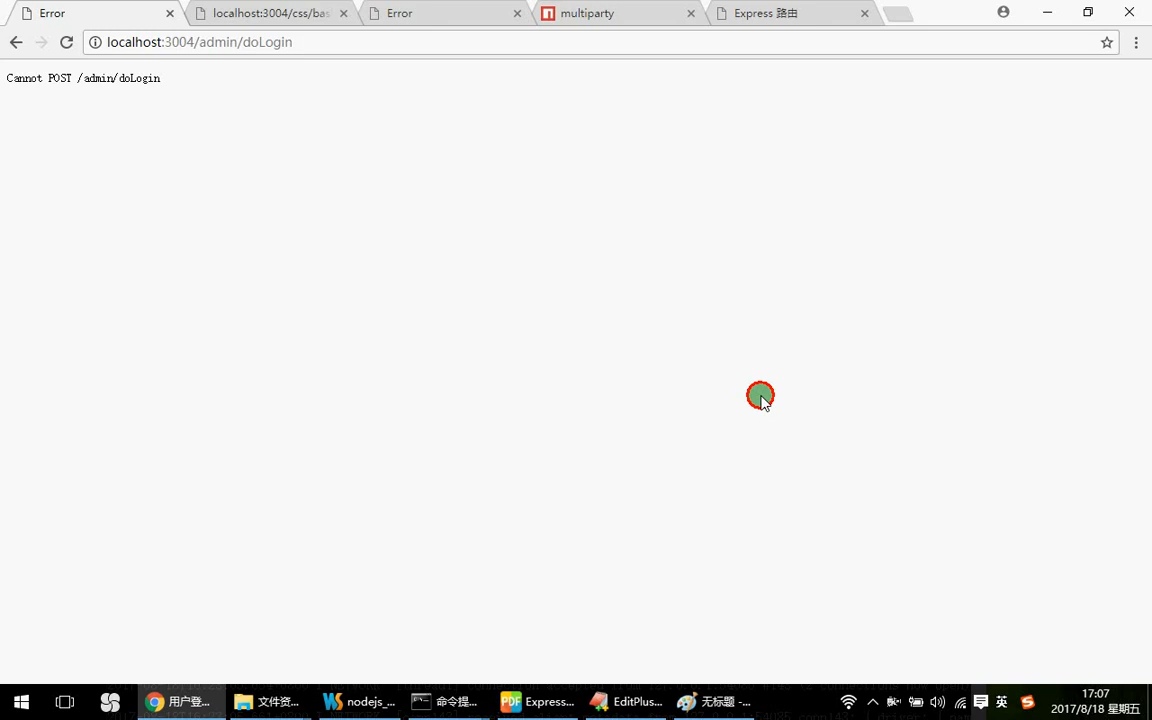 Error
localhost:3004/css/bas
Error
multiparty
Express 路由
localhost:3004/admin/doLogin
Cannot POST /admin/doLogin
用户登...
文件资...
nodejs_...
命令提...
Express...
EditPlus...
无标题 -...
英
17:07
2017/8/18 星期五